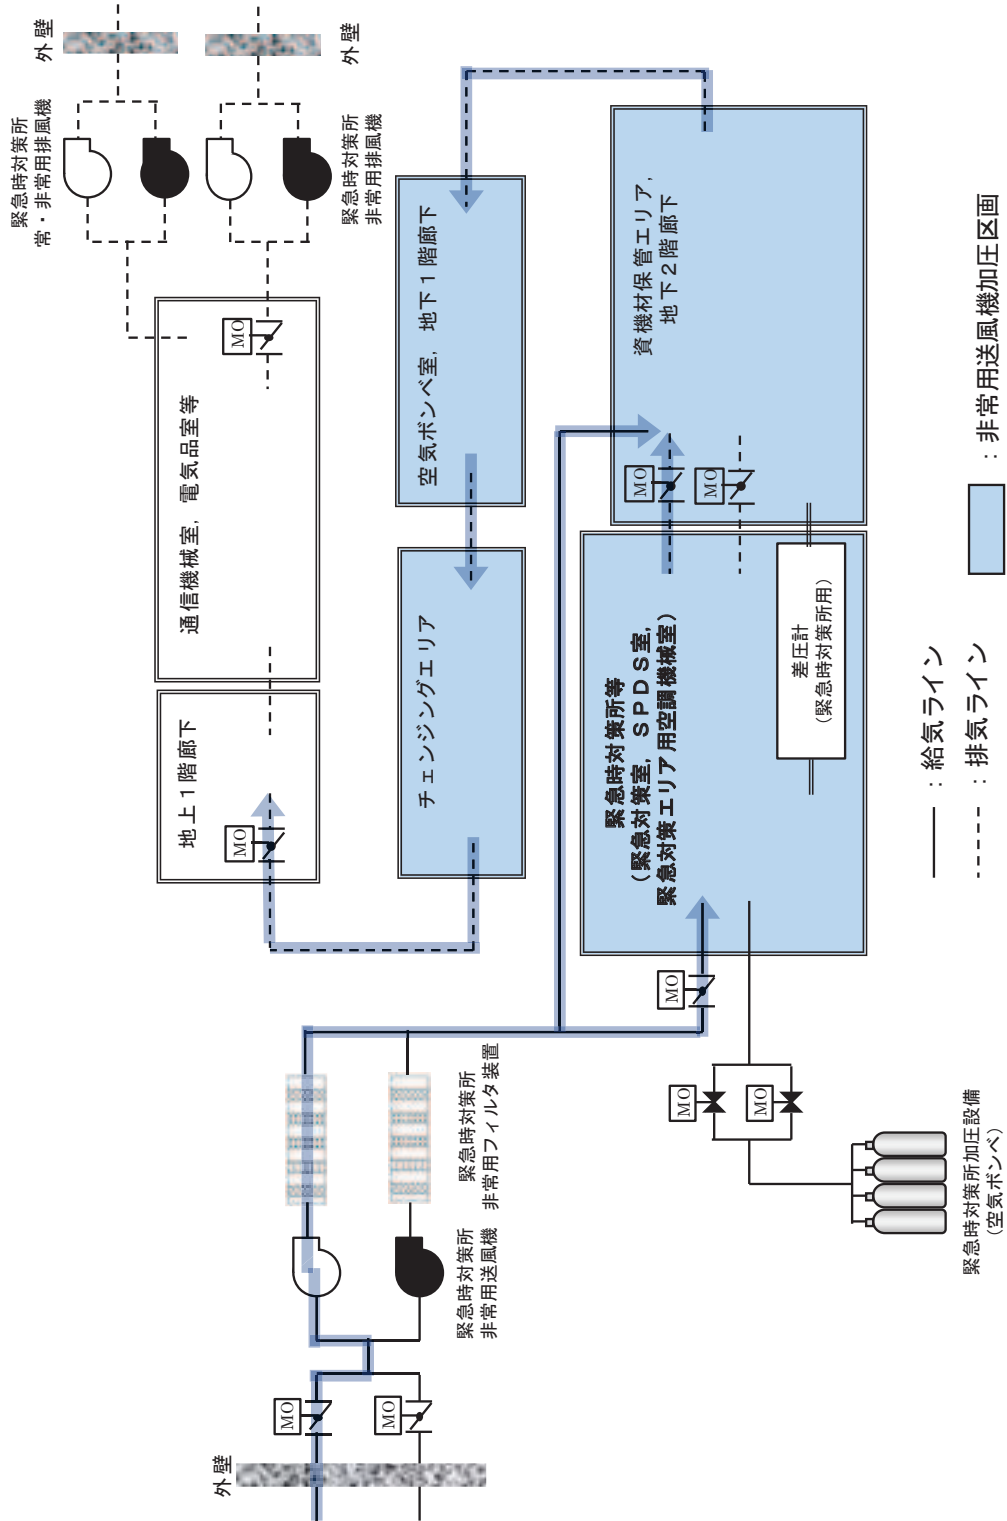 外壁
外壁
緊急時対策所
常・非常用排風機
緊急時対策所
非常用排風機
通信機械室，電気品室等
MO
地上１階廊下
MO
空気ボンベ室，地下１階廊下
チェンジングエリア
資機材保管エリア，
地下２階廊下
MO
MO
緊急時対策所等
（緊急対策室，ＳＰＤＳ室，
緊急対策エリア用空調機械室）
差圧計
（緊急時対策所用）
MO
MO
MO
緊急時対策所加圧設備
（空気ボンベ）
緊急時対策所
非常用フィルタ装置
緊急時対策所
非常用送風機
MO
MO
外壁
：給気ライン
：排気ライン
：非常用送風機加圧区画